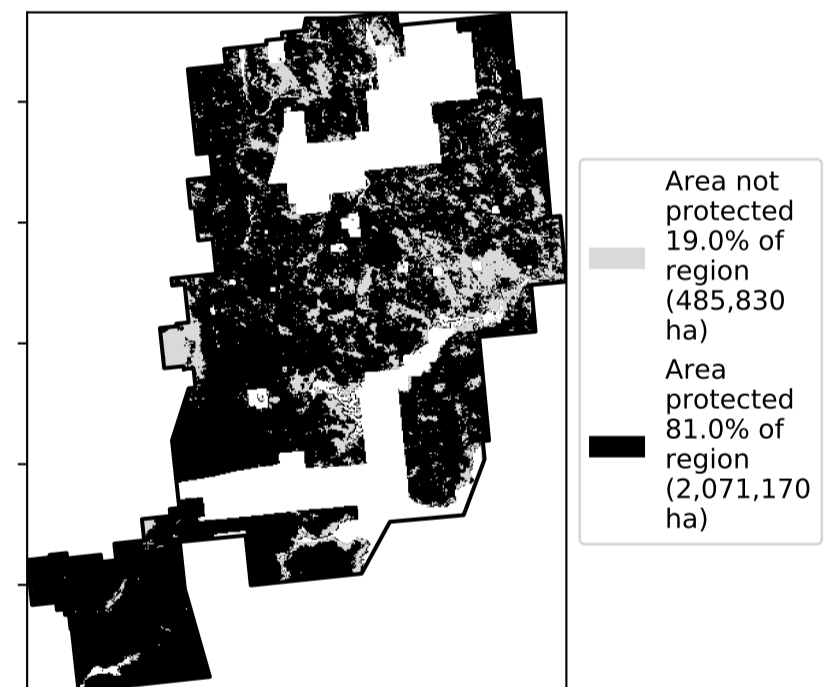 Area not
protected
19.0% of
region
(485,830
ha)
Area
protected
81.0% of
region
(2,071,170
ha)